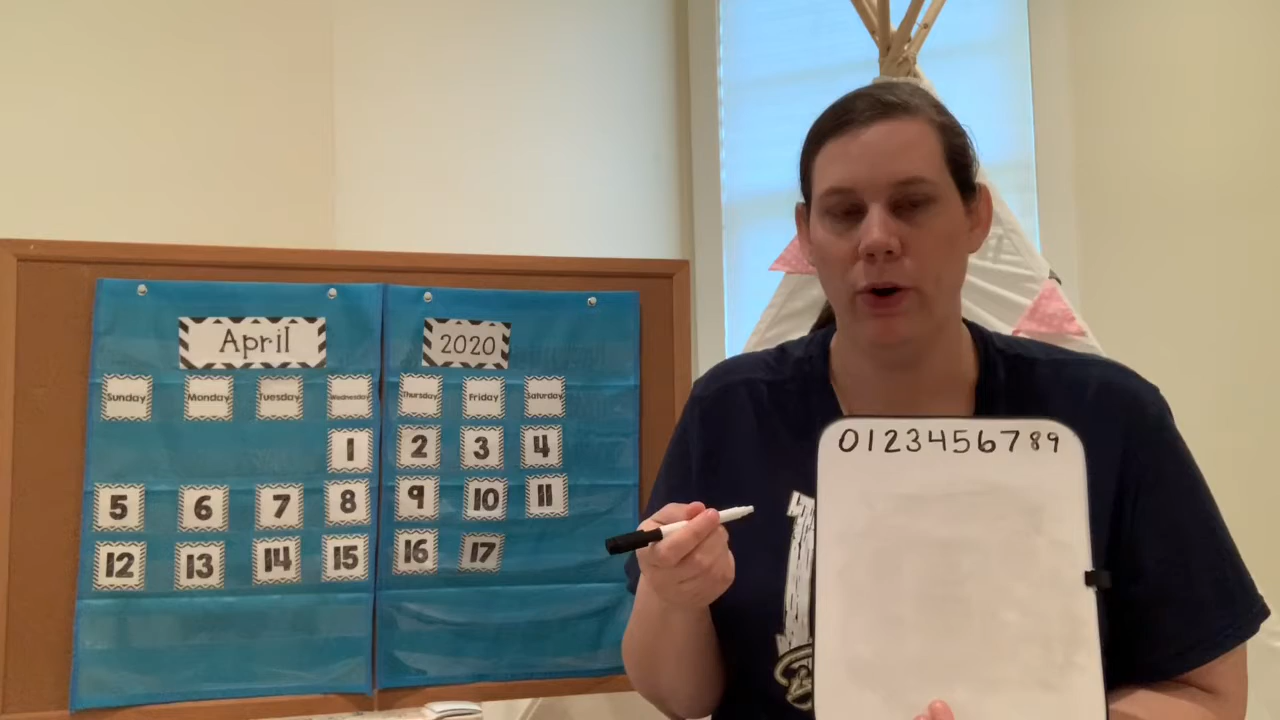 April 2020
Sunday Monday Tuesday Wednesday Thursday Friday Saturday
1 2 3 4
5 6 7 8 9 10 11
12 13 14 15 16 17
0123456789